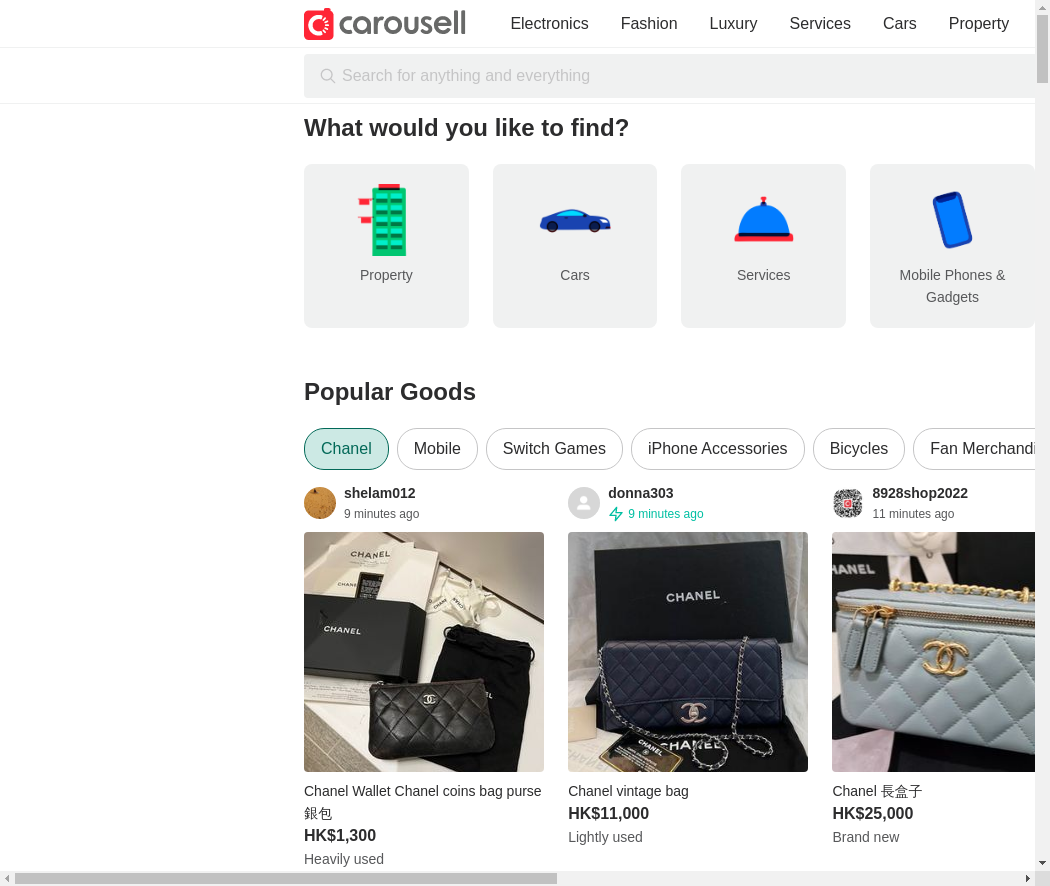 carousell
Electronics
Fashion
Luxury
Services
Cars
Property
Search for anything and everything
What would you like to find?
Property
Cars
Services
Mobile Phones &
Gadgets
Popular Goods
Chanel
Mobile
Switch Games
iPhone Accessories
Bicycles
Fan Merchandi
shelam012
9 minutes ago
donna303
9 minutes ago
8928shop2022
11 minutes ago
CHANEL
CHANEL
CHANEL
CHANEL
CHANEL
CHANEL
CHANEL
Chanel Wallet Chanel coins bag purse
銀包
HK$1,300
Heavily used
Chanel vintage bag
HK$11,000
Lightly used
Chanel 長盒子
HK$25,000
Brand new